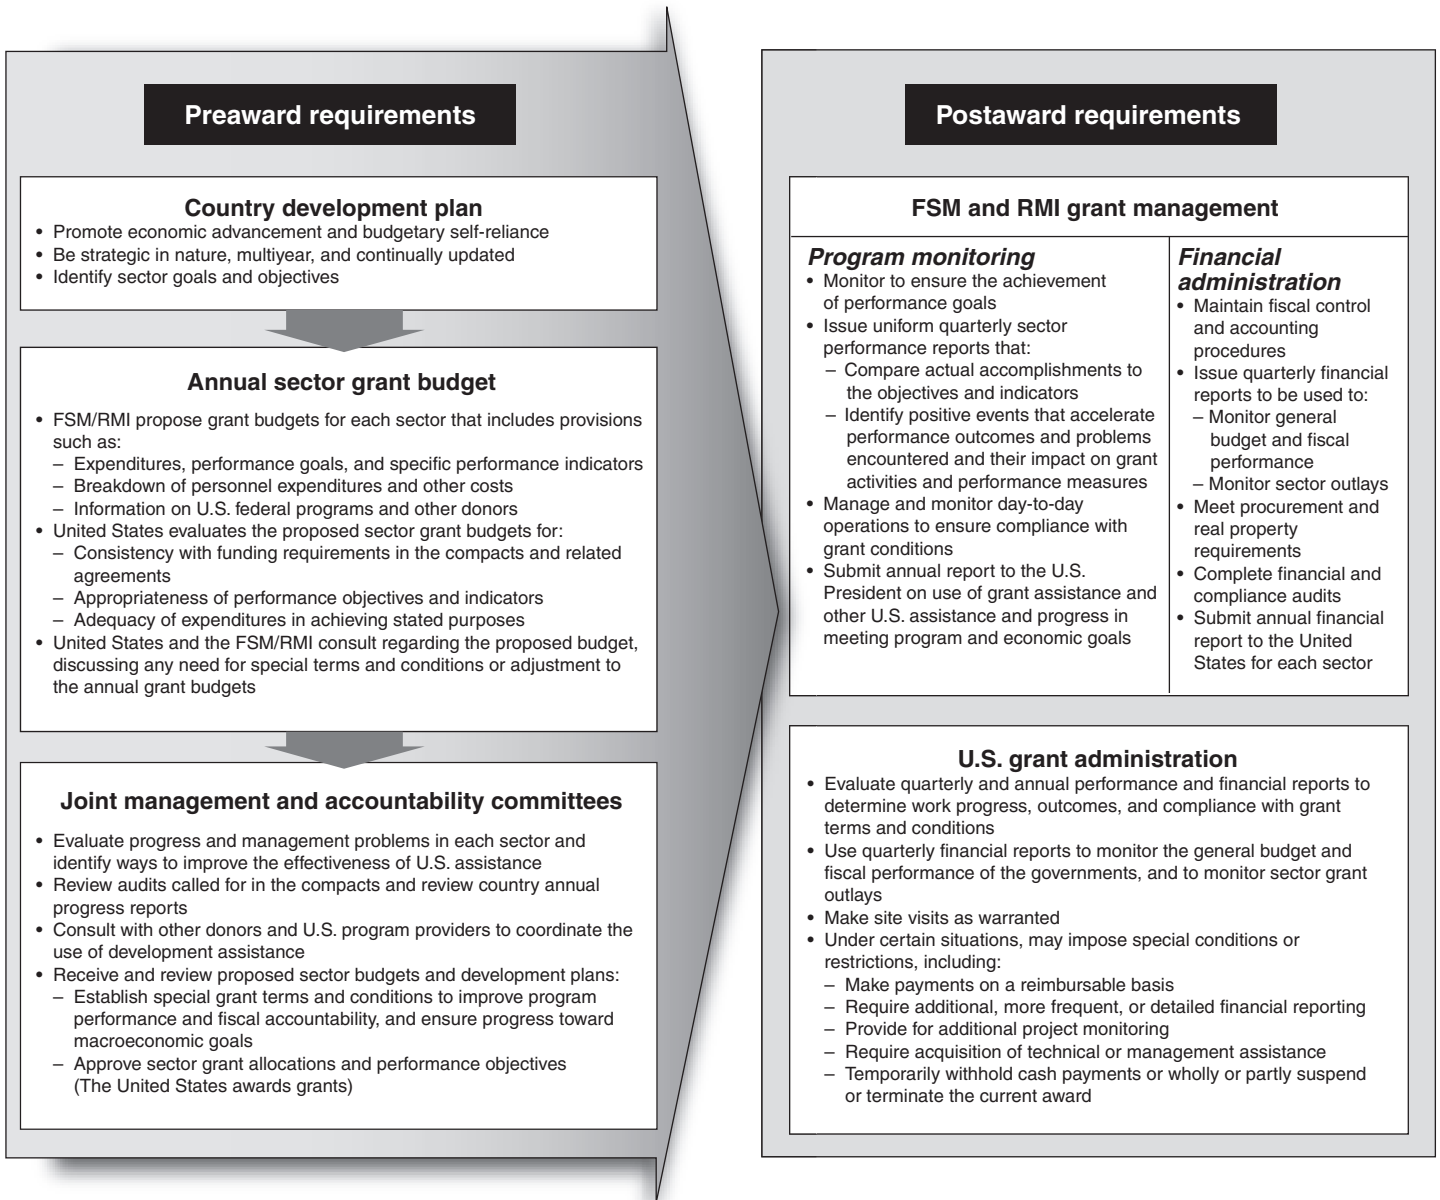 Preaward requirements
Country development plan
• Promote economic advancement and budgetary self-reliance
• Be strategic in nature, multiyear, and continually updated
• Identify sector goals and objectives
Annual sector grant budget
• FSM/RMI propose grant budgets for each sector that includes provisions
such as:
– Expenditures, performance goals, and specific performance indicators
– Breakdown of personnel expenditures and other costs
– Information on U.S. federal programs and other donors
• United States evaluates the proposed sector grant budgets for:
– Consistency with funding requirements in the compacts and related
agreements
– Appropriateness of performance objectives and indicators
– Adequacy of expenditures in achieving stated purposes
• United States and the FSM/RMI consult regarding the proposed budget,
discussing any need for special terms and conditions or adjustment to
the annual grant budgets
Joint management and accountability committees
• Evaluate progress and management problems in each sector and
identify ways to improve the effectiveness of U.S. assistance
• Review audits called for in the compacts and review country annual
progress reports
• Consult with other donors and U.S. program providers to coordinate the
use of development assistance
• Receive and review proposed sector budgets and development plans:
– Establish special grant terms and conditions to improve program
performance and fiscal accountability, and ensure progress toward
macroeconomic goals
– Approve sector grant allocations and performance objectives
(The United States awards grants)
Postaward requirements
FSM and RMI grant management
Program monitoring
• Monitor to ensure the achievement
of performance goals
• Issue uniform quarterly sector
performance reports that:
– Compare actual accomplishments to
the objectives and indicators
– Identify positive events that accelerate
performance outcomes and problems
encountered and their impact on grant
activities and performance measures
• Manage and monitor day-to-day
operations to ensure compliance with
grant conditions
• Submit annual report to the U.S.
President on use of grant assistance and
other U.S. assistance and progress in
meeting program and economic goals
Financial
administration
• Maintain fiscal control
and accounting
procedures
• Issue quarterly financial
reports to be used to:
– Monitor general
budget and fiscal
performance
– Monitor sector outlays
• Meet procurement and
real property
requirements
• Complete financial and
compliance audits
• Submit annual financial
report to the United
States for each sector
U.S. grant administration
• Evaluate quarterly and annual performance and financial reports to
determine work progress, outcomes, and compliance with grant
terms and conditions
• Use quarterly financial reports to monitor the general budget and
fiscal performance of the governments, and to monitor sector grant
outlays
• Make site visits as warranted
• Under certain situations, may impose special conditions or
restrictions, including:
– Make payments on a reimbursable basis
– Require additional, more frequent, or detailed financial reporting
– Provide for additional project monitoring
– Require acquisition of technical or management assistance
– Temporarily withhold cash payments or wholly or partly suspend
or terminate the current award